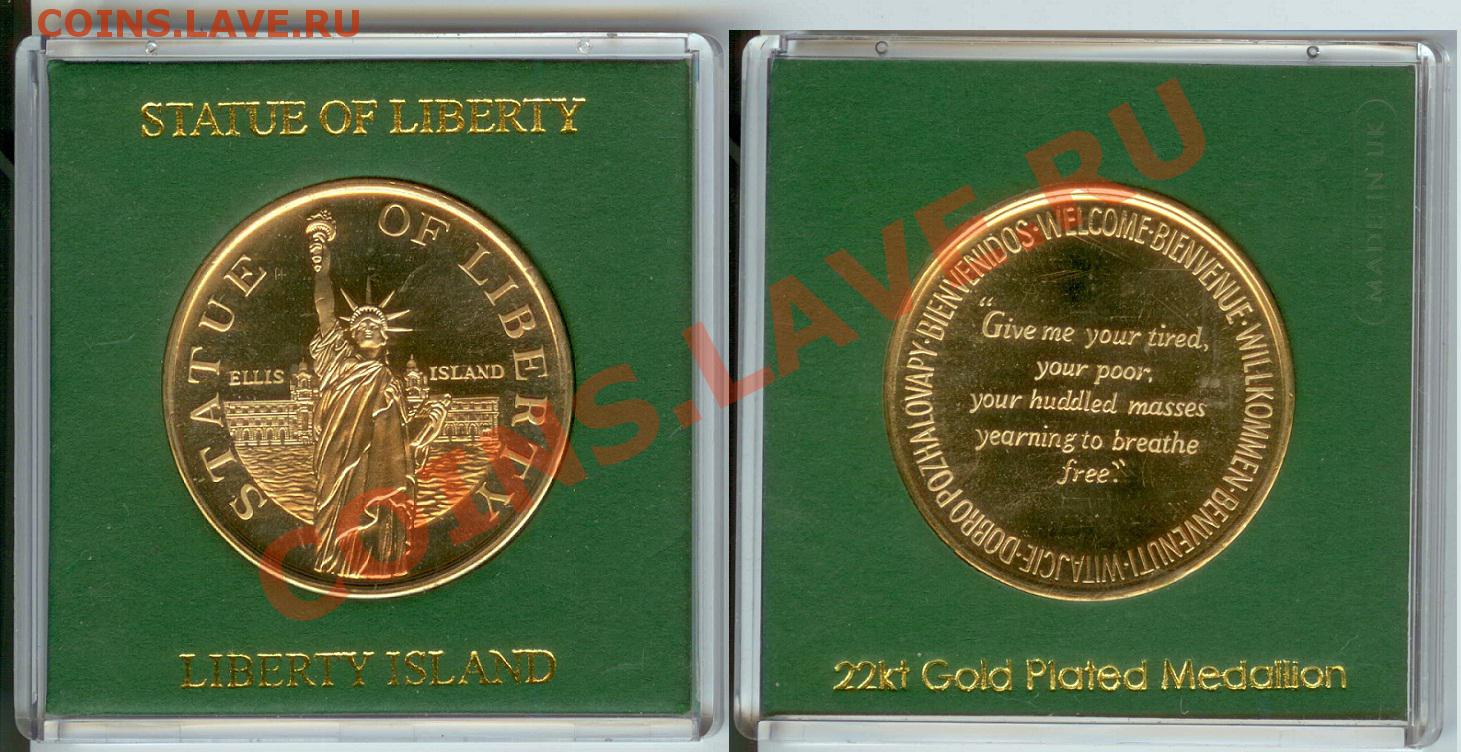 COINS.LAVE.RU
STATUE OF LIBERTY
STATUE OF LIBERTY
ELLIS ISLAND
LIBERTY ISLAND
COINS.LAVE.RU
MADE IN UK
WELCOME·BIENVENUE·WILLKOMMEN·BENVENUTI·WITAJCIE·DOBRO POZHALOVAPY·BIENVENIDOS·
“Give me your tired,
your poor,
your huddled masses
yearning to breathe
free.”
22kt Gold Plated Medallion